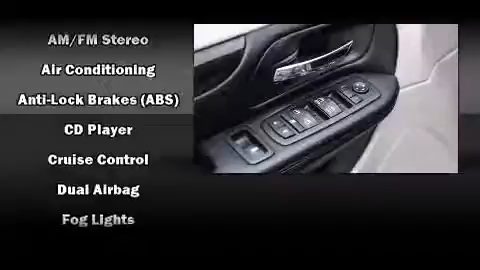 AM/FM Stereo
Air Conditioning
Anti-Lock Brakes (ABS)
CD Player
Cruise Control
Dual Airbag
Fog Lights